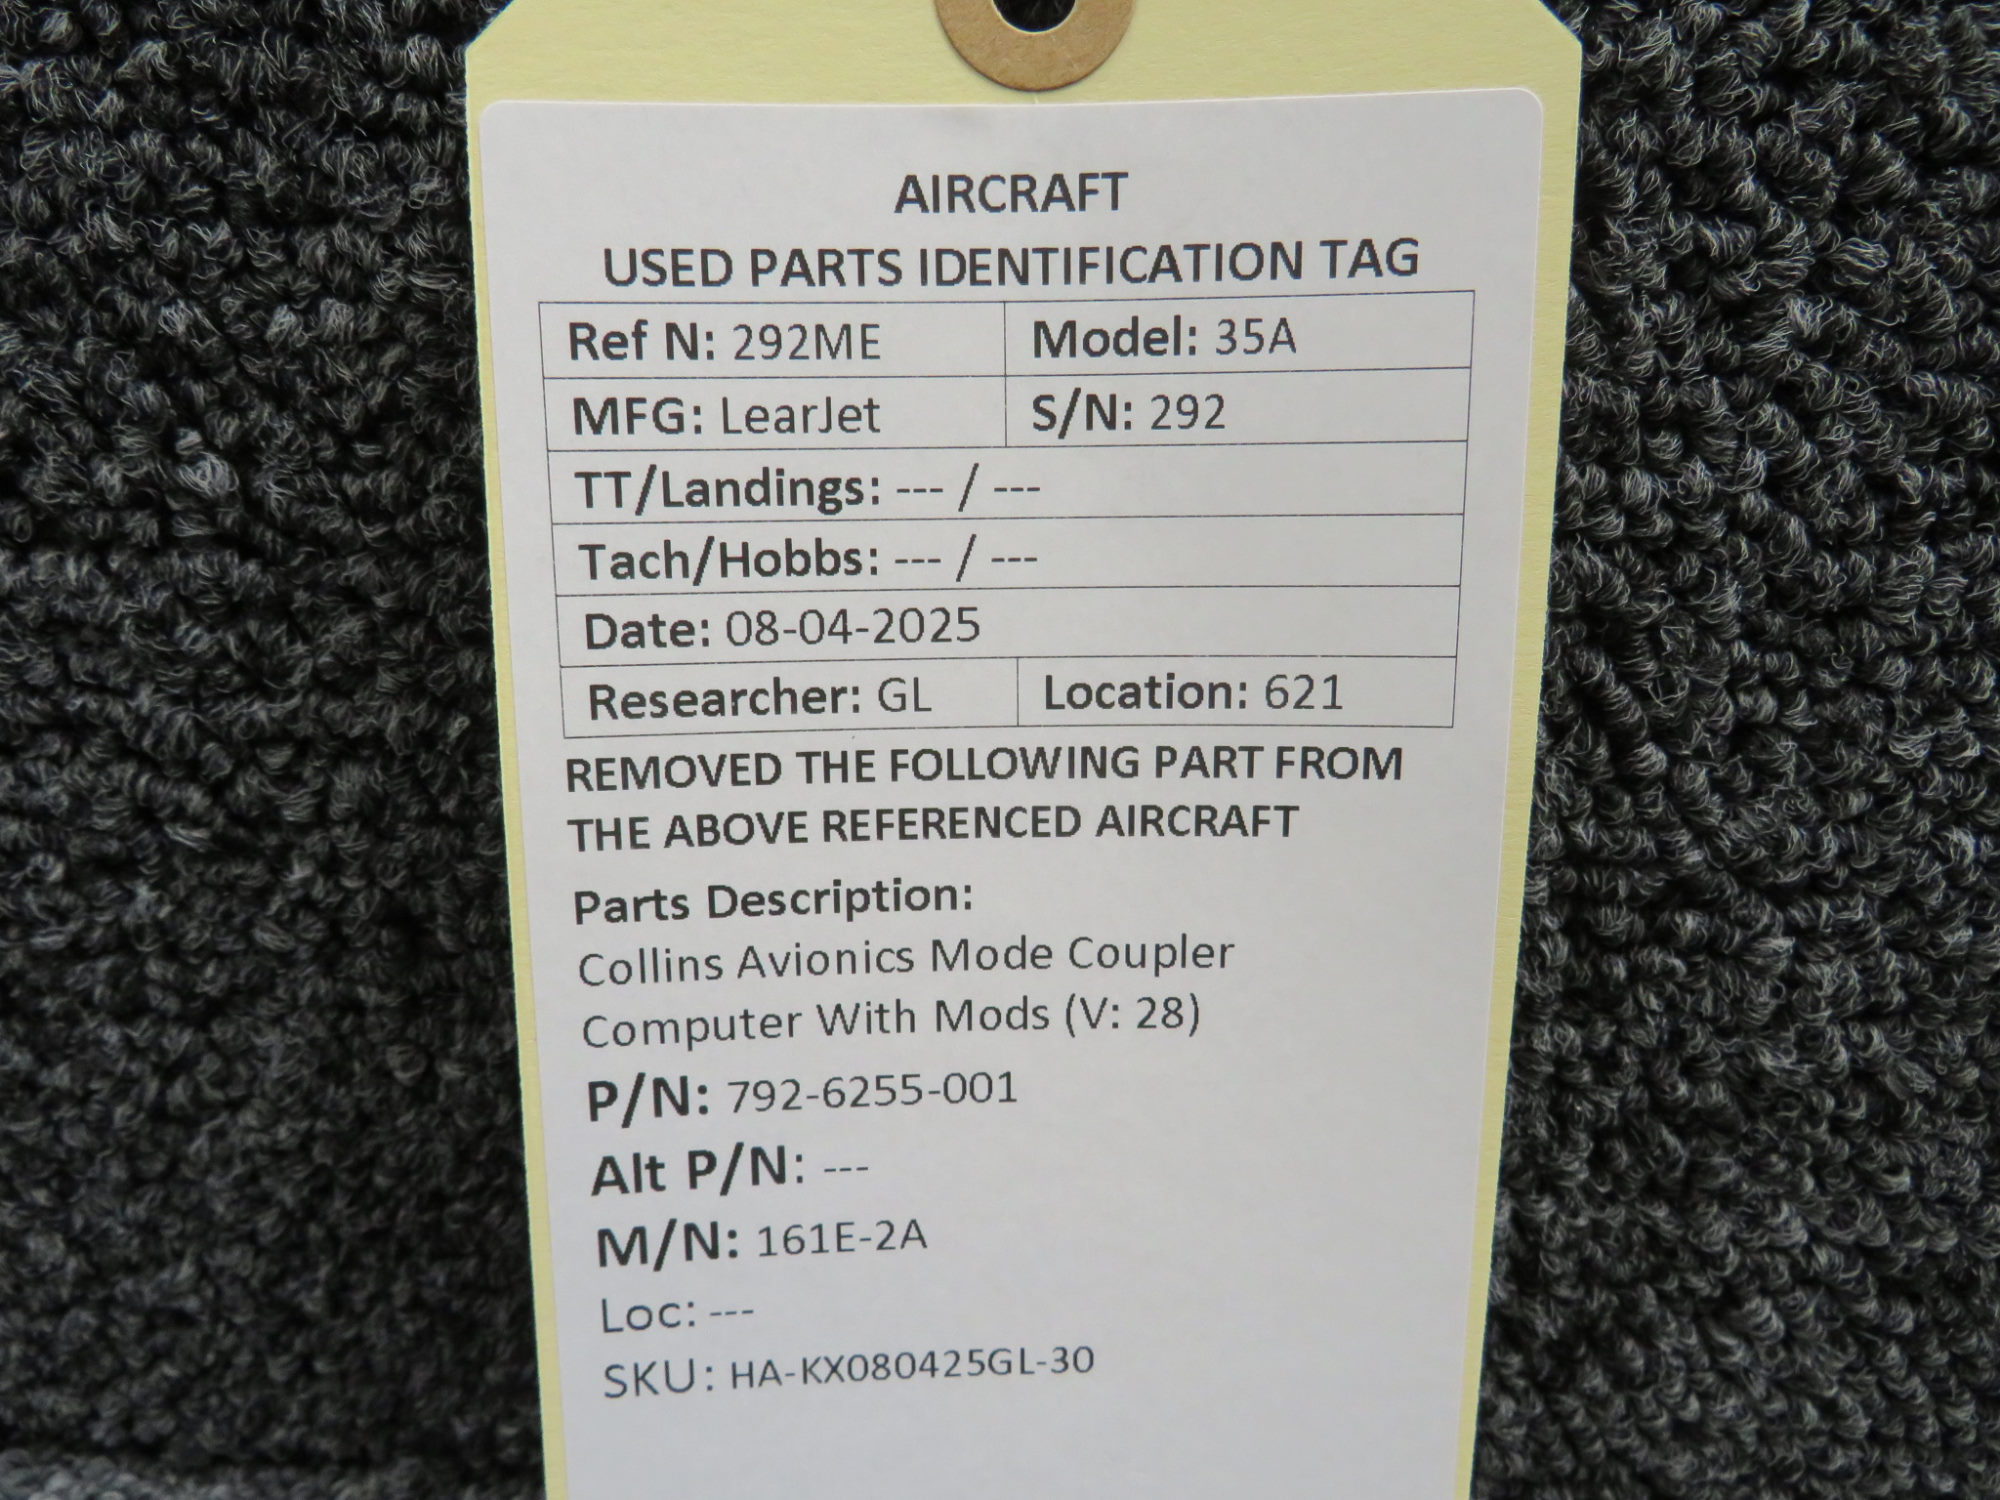 AIRCRAFT
USED PARTS IDENTIFICATION TAG
Ref N: 292ME Model: 35A
MFG: LearJet S/N: 292
TT/Landings: --- / ---
Tach/Hobbs: --- / ---
Date: 08-04-2025
Researcher: GL Location: 621
REMOVED THE FOLLOWING PART FROM
THE ABOVE REFERENCED AIRCRAFT
Parts Description:
Collins Avionics Mode Coupler
Computer With Mods (V: 28)
P/N: 792-6255-001
Alt P/N: ---
M/N: 161E-2A
Loc: ---
SKU: HA-KX080425GL-30